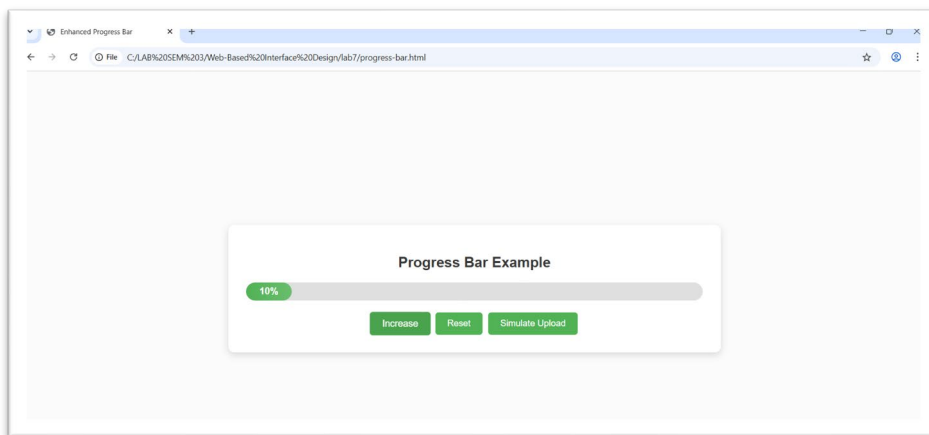 Enhanced Progress Bar
File C:/LAB%20SEM%203/Web-Based%20Interface%20Design/lab7/progress-bar.html
Progress Bar Example
10%
Increase Reset Simulate Upload